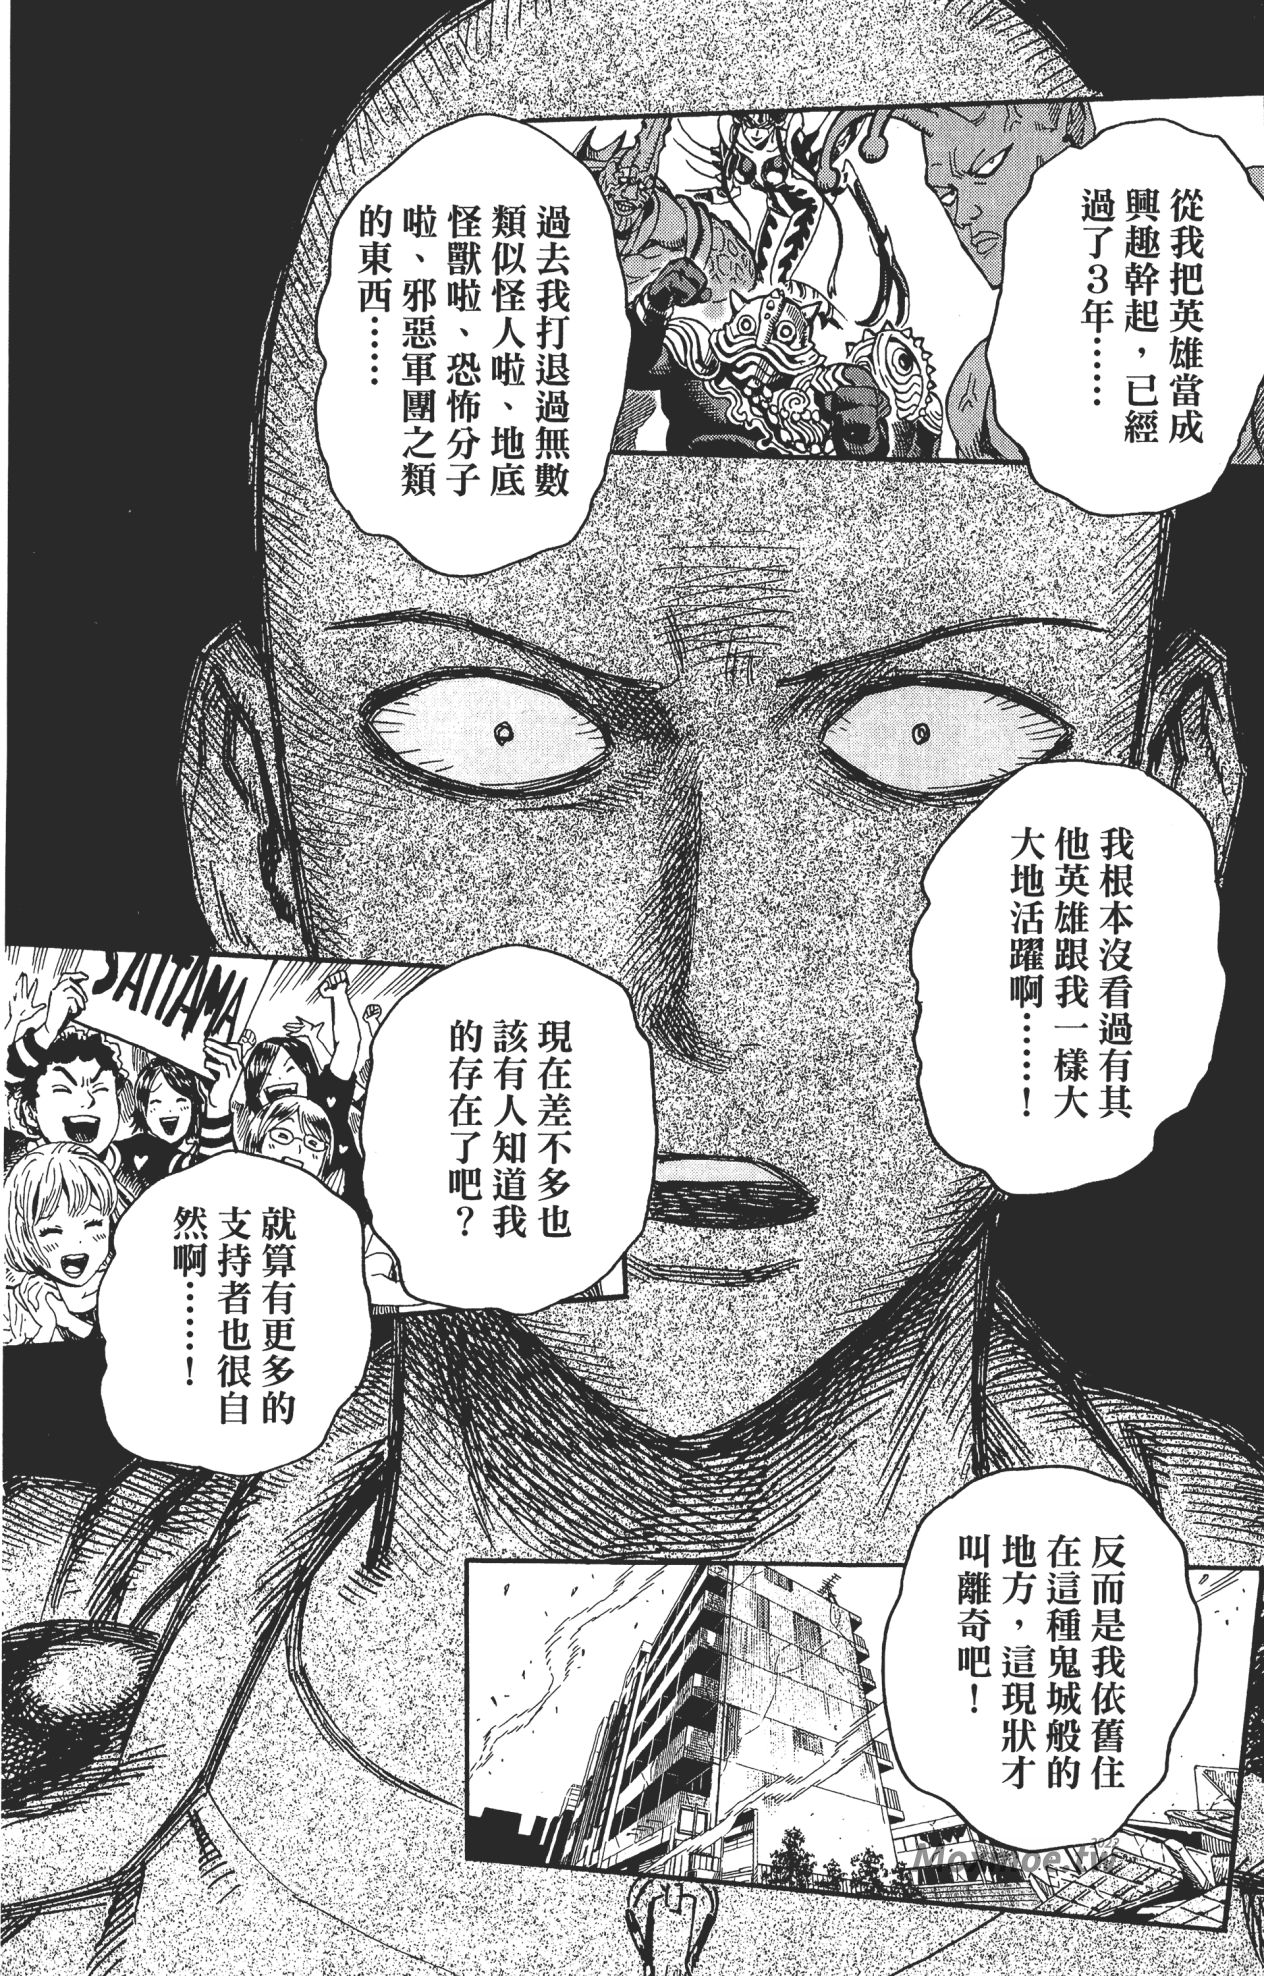 從我把英雄當成
興趣幹起，已經
過了3年……
過去我打退過無數
類似怪人啦、地底
怪獸啦、恐怖分子
啦、邪惡軍團之類
的東西……
我根本沒看過有其
他英雄跟我一樣大
大地活躍啊……！
現在差不多也
該有人知道我
的存在了吧？
SAITAMA
就算有更多的
支持者也很自
然啊……！
反而是我依舊住
在這種鬼城般的
地方，這現狀才
叫離奇吧！